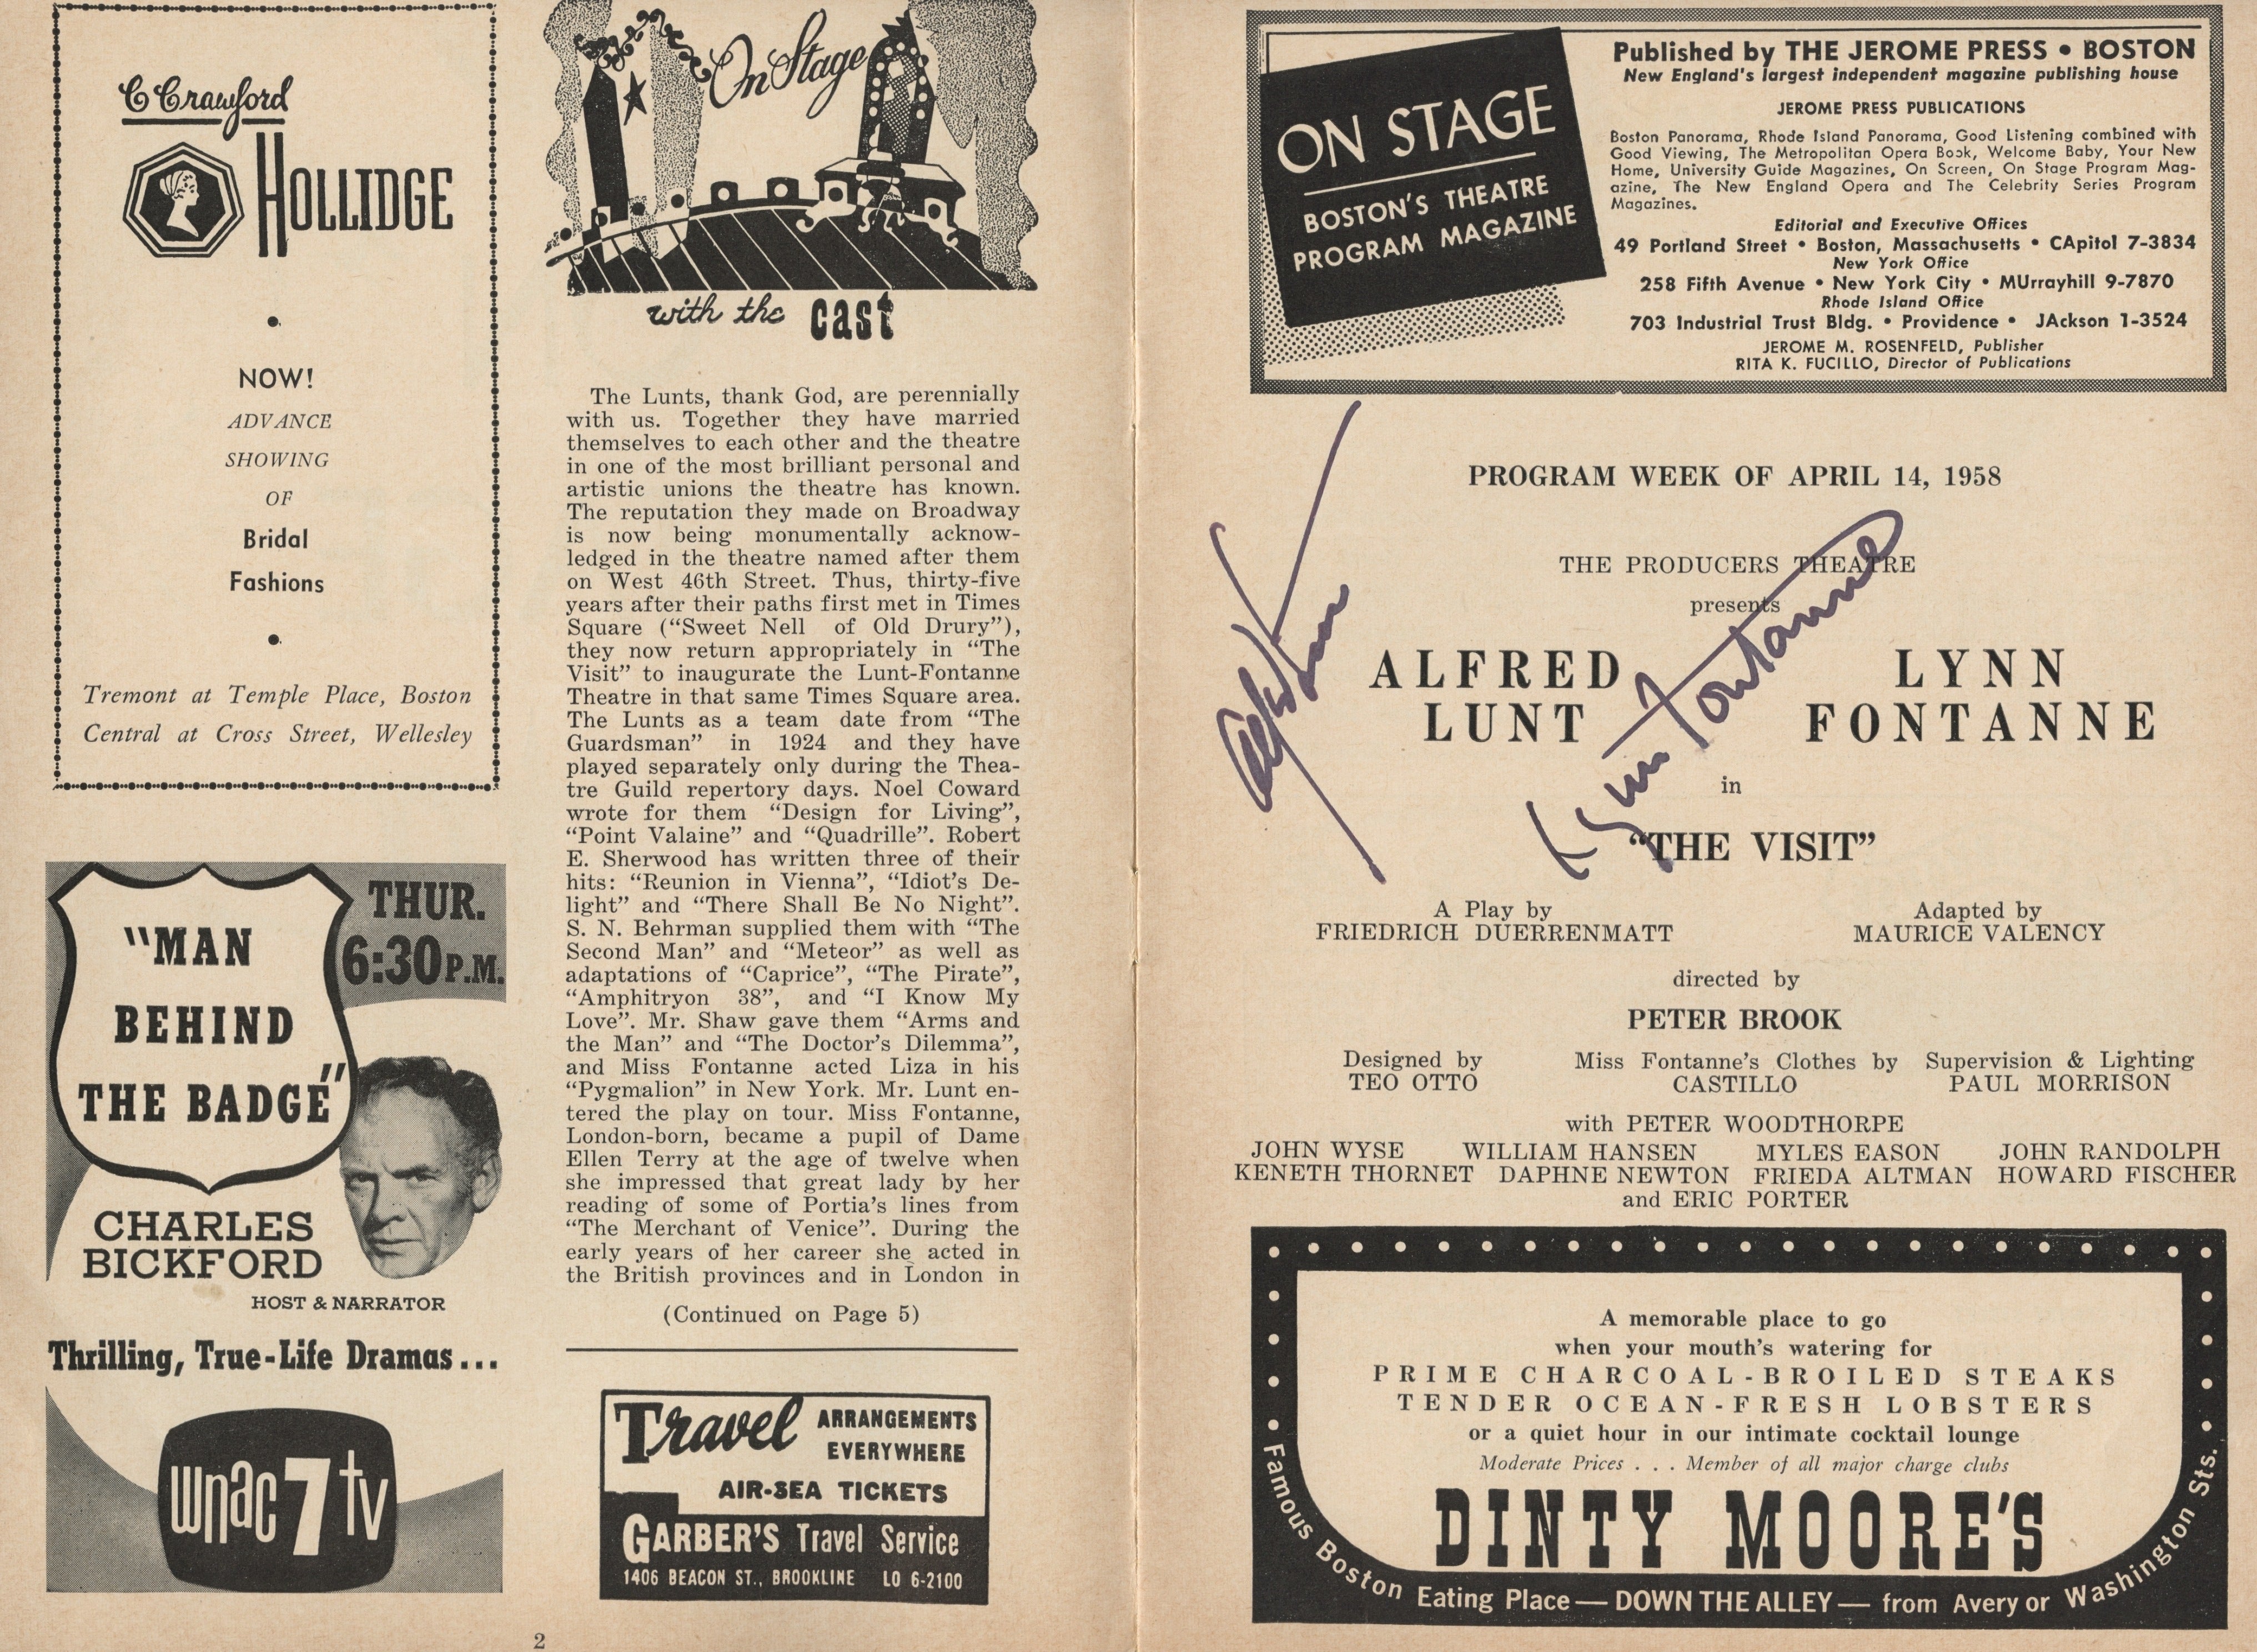 C Crawford
HOLLIDGE
NOW!
ADVANCE
SHOWING
OF
Bridal
Fashions
Tremont at Temple Place, Boston
Central at Cross Street, Wellesley
"MAN
BEHIND
THE BADGE"
THUR.
6:30 P.M.
CHARLES
BICKFORD
HOST & NARRATOR
Thrilling, True-Life Dramas...
wnac 7 tv
On Stage
with the cast
The Lunts, thank God, are perennially
with us. Together they have married
themselves to each other and the theatre
in one of the most brilliant personal and
artistic unions the theatre has known.
The reputation they made on Broadway
is now being monumentally acknow-
ledged in the theatre named after them
on West 46th Street. Thus, thirty-five
years after their paths first met in Times
Square (“Sweet Nell of Old Drury”),
they now return appropriately in “The
Visit” to inaugurate the Lunt-Fontanne
Theatre in that same Times Square area.
The Lunts as a team date from “The
Guardsman” in 1924 and they have
played separately only during the Thea-
tre Guild repertory days. Noel Coward
wrote for them “Design for Living”,
“Point Valaine” and “Quadrille”. Robert
E. Sherwood has written three of their
hits: “Reunion in Vienna”, “Idiot’s De-
light” and “There Shall Be No Night”.
S. N. Behrman supplied them with “The
Second Man” and “Meteor” as well as
adaptations of “Caprice”, “The Pirate”,
“Amphitryon 38”, and “I Know My
Love”. Mr. Shaw gave them “Arms and
the Man” and “The Doctor’s Dilemma”,
and Miss Fontanne acted Liza in his
“Pygmalion” in New York. Mr. Lunt en-
tered the play on tour. Miss Fontanne,
London-born, became a pupil of Dame
Ellen Terry at the age of twelve when
she impressed that great lady by her
reading of some of Portia’s lines from
“The Merchant of Venice”. During the
early years of her career she acted in
the British provinces and in London in
(Continued on Page 5)
Travel ARRANGEMENTS
EVERYWHERE
AIR-SEA TICKETS
GARBER'S Travel Service
1406 BEACON ST., BROOKLINE LO 6-2100
2
ON STAGE
BOSTON'S THEATRE
PROGRAM MAGAZINE
Published by THE JEROME PRESS • BOSTON
New England's largest independent magazine publishing house
JEROME PRESS PUBLICATIONS
Boston Panorama, Rhode Island Panorama, Good Listening combined with
Good Viewing, The Metropolitan Opera Book, Welcome Baby, Your New
Home, University Guide Magazines, On Screen, On Stage Program Mag-
azine, The New England Opera and The Celebrity Series Program
Magazines.
Editorial and Executive Offices
49 Portland Street • Boston, Massachusetts • CApitol 7-3834
New York Office
258 Fifth Avenue • New York City • MUrrayhill 9-7870
Rhode Island Office
703 Industrial Trust Bldg. • Providence • JAckson 1-3524
JEROME M. ROSENFELD, Publisher
RITA K. FUCILLO, Director of Publications
PROGRAM WEEK OF APRIL 14, 1958
THE PRODUCERS THEATRE
presents
ALFRED LYNN
LUNT FONTANNE
Alfred Lunt
Lynn Fontanne
in
“THE VISIT”
A Play by Adapted by
FRIEDRICH DUERRENMATT MAURICE VALENCY
directed by
PETER BROOK
Designed by Miss Fontanne’s Clothes by Supervision & Lighting
TEO OTTO CASTILLO PAUL MORRISON
with PETER WOODTHORPE
JOHN WYSE WILLIAM HANSEN MYLES EASON JOHN RANDOLPH
KENETH THORNET DAPHNE NEWTON FRIEDA ALTMAN HOWARD FISCHER
and ERIC PORTER
A memorable place to go
when your mouth’s watering for
PRIME CHARCOAL-BROILED STEAKS
TENDER OCEAN-FRESH LOBSTERS
or a quiet hour in our intimate cocktail lounge
Moderate Prices . . . Member of all major charge clubs
DINTY MOORE'S
• Famous Boston Eating Place — DOWN THE ALLEY — from Avery or Washington Sts. •